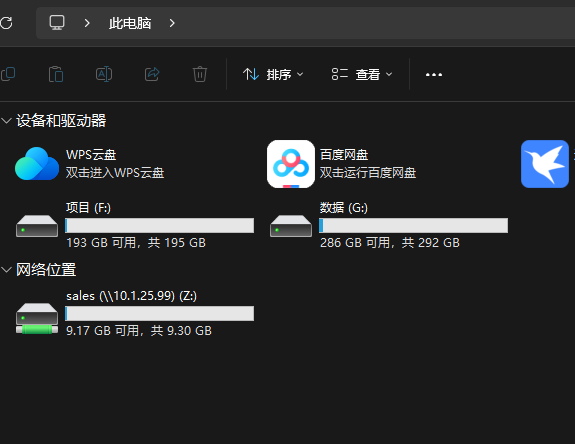 此电脑
排序
查看
设备和驱动器
WPS云盘
双击进入WPS云盘
百度网盘
双击运行百度网盘
项目 (F:)
193 GB 可用，共 195 GB
数据 (G:)
286 GB 可用，共 292 GB
网络位置
sales (\\10.1.25.99) (Z:)
9.17 GB 可用，共 9.30 GB